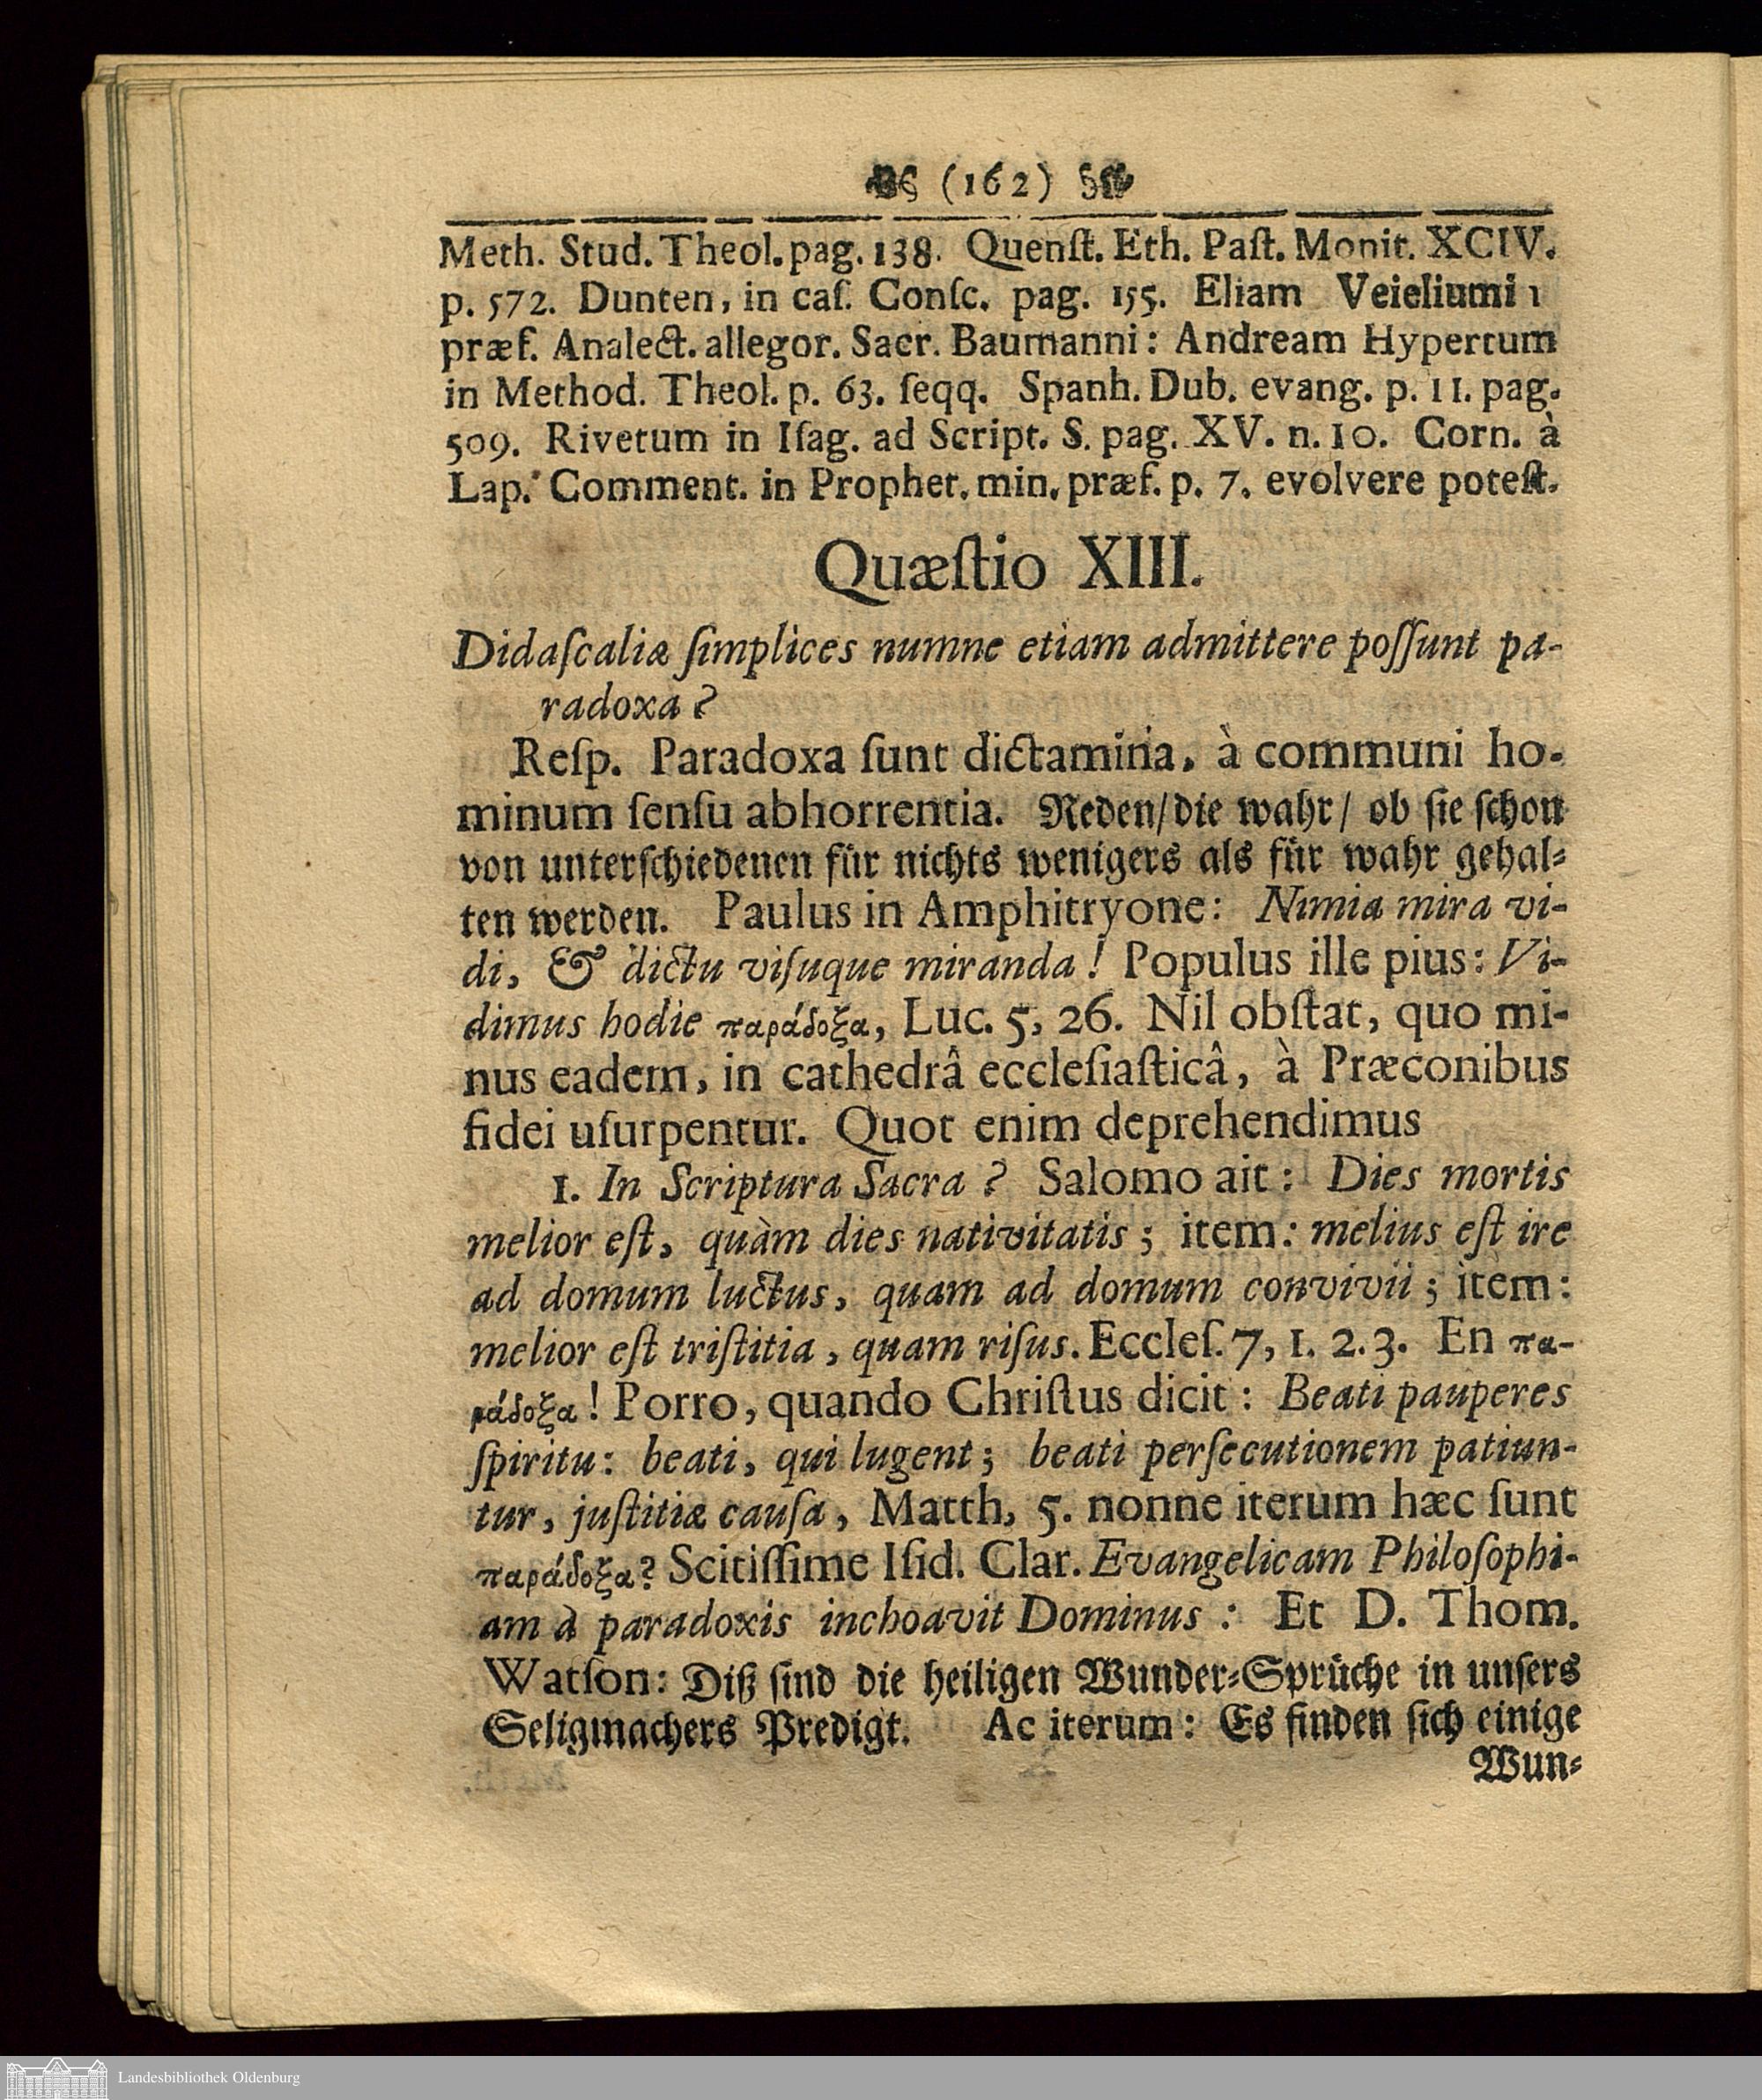 (162)
Meth. Stud. Theol. pag. 138. Quenſt. Eth. Paſt. Monit. XCIV.
p. 572. Dunten, in caſ. Conſc. pag. 155. Eliam Veieliumi 1
præf. Analect. allegor. Sacr. Baumanni: Andream Hypertum
in Method. Theol. p. 63. ſeqq. Spanh. Dub. evang. p. II. pag.
509. Rivetum in Iſag. ad Script. S. pag. XV. n. 10. Corn. à
Lap. Comment. in Prophet. min. præf. p. 7. evolvere poteſt.
Quæſtio XIII.
Didaſcaliæ ſimplices numne etiam admittere poſſunt pa-
radoxa?
Reſp. Paradoxa ſunt dictamina, à communi ho-
minum ſenſu abhorrentia. Reden/ die wahr/ ob ſie ſchon
von unterſchiedenen für nichts wenigers als für wahr gehal-
ten werden. Paulus in Amphitryone: Nimia mira vi-
di, & dictu viſuque miranda! Populus ille pius: Vi-
dimus hodie παράδοξα, Luc. 5, 26. Nil obſtat, quo mi-
nus eadem, in cathedrâ eccleſiaſticâ, à Præconibus
fidei uſurpentur. Quot enim deprehendimus
1. In Scriptura Sacra? Salomo ait: Dies mortis
melior eſt, quàm dies nativitatis; item: melius eſt ire
ad domum luctus, quam ad domum convivii; item:
melior eſt triſtitia, quam riſus. Eccleſ. 7, 1. 2. 3. En πα-
ράδοξα! Porro, quando Chriſtus dicit: Beati pauperes
ſpiritu: beati, qui lugent; beati perſecutionem patiun-
tur, juſtitiæ cauſa, Matth, 5. nonne iterum hæc ſunt
παράδοξα? Scitiſſime Iſid. Clar. Evangelicam Philoſophi-
am à paradoxis inchoavit Dominus: Et D. Thom.
Watſon: Diß ſind die heiligen Wunder-Sprüche in unſers
Seligmachers Predigt. Ac iterum: Es finden ſich einige
Wun-
Landesbibliothek Oldenburg